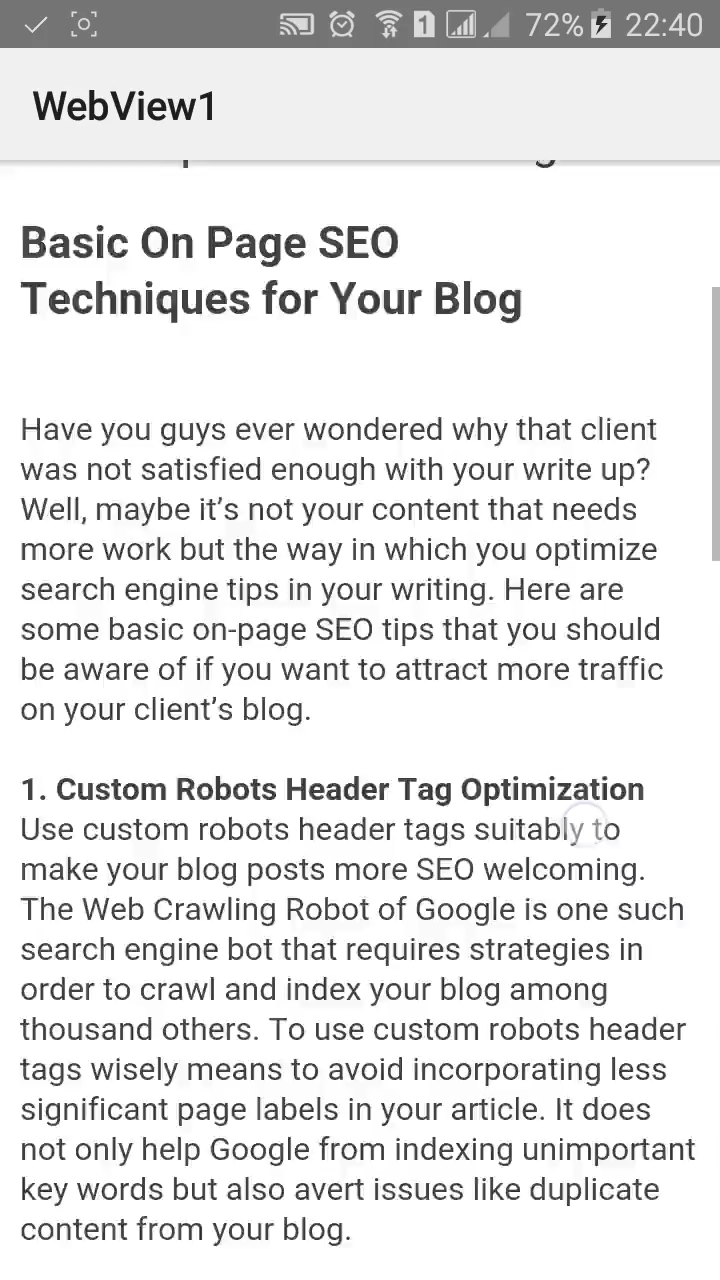 1 72% 22:40
WebView1
Basic On Page SEO
Techniques for Your Blog
Have you guys ever wondered why that client
was not satisfied enough with your write up?
Well, maybe it’s not your content that needs
more work but the way in which you optimize
search engine tips in your writing. Here are
some basic on-page SEO tips that you should
be aware of if you want to attract more traffic
on your client’s blog.
1. Custom Robots Header Tag Optimization
Use custom robots header tags suitably to
make your blog posts more SEO welcoming.
The Web Crawling Robot of Google is one such
search engine bot that requires strategies in
order to crawl and index your blog among
thousand others. To use custom robots header
tags wisely means to avoid incorporating less
significant page labels in your article. It does
not only help Google from indexing unimportant
key words but also avert issues like duplicate
content from your blog.